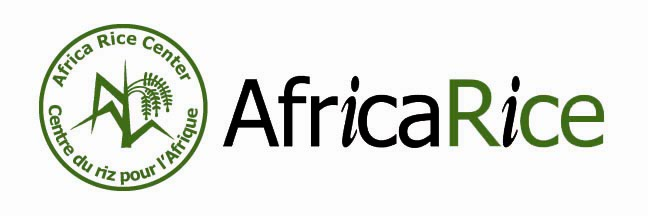 Africa Rice Center
Centre du riz pour l'Afrique
AfricaRice